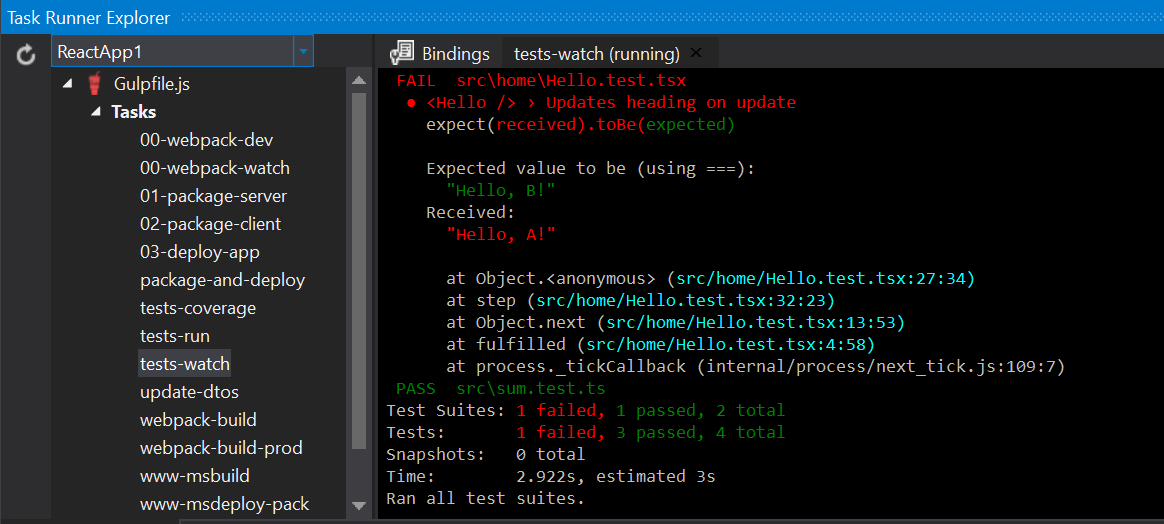 Task Runner Explorer
ReactApp1
Gulpfile.js
Tasks
00-webpack-dev
00-webpack-watch
01-package-server
02-package-client
03-deploy-app
package-and-deploy
tests-coverage
tests-run
tests-watch
update-dtos
webpack-build
webpack-build-prod
www-msbuild
www-msdeploy-pack
Bindings tests-watch (running)
FAIL src\home\Hello.test.tsx
● <Hello /> › Updates heading on update
expect(received).toBe(expected)
Expected value to be (using ===):
"Hello, B!"
Received:
"Hello, A!"
at Object.<anonymous> (src/home/Hello.test.tsx:27:34)
at step (src/home/Hello.test.tsx:32:23)
at Object.next (src/home/Hello.test.tsx:13:53)
at fulfilled (src/home/Hello.test.tsx:4:58)
at process._tickCallback (internal/process/next_tick.js:109:7)
PASS src\sum.test.ts
Test Suites: 1 failed, 1 passed, 2 total
Tests: 1 failed, 3 passed, 4 total
Snapshots: 0 total
Time: 2.922s, estimated 3s
Ran all test suites.